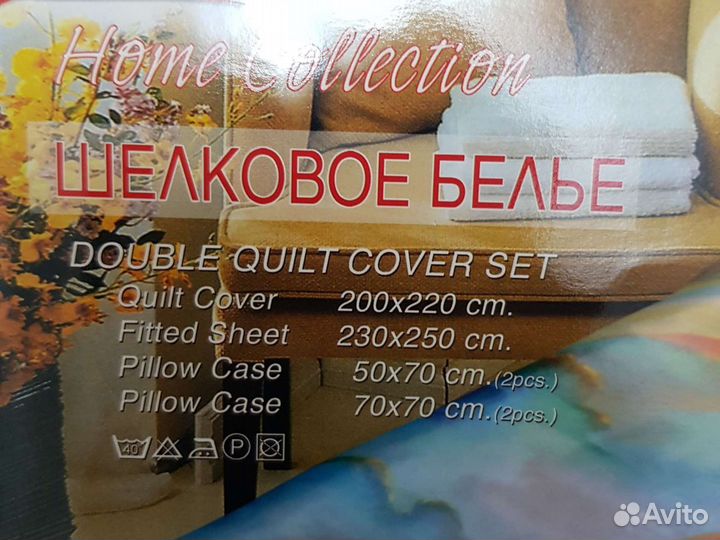 Home Collection
ШЕЛКОВОЕ БЕЛЬЕ
DOUBLE QUILT COVER SET
Quilt Cover 200x220 cm.
Fitted Sheet 230x250 cm.
Pillow Case 50x70 cm.(2pcs.)
Pillow Case 70x70 cm.(2pcs.)
40 P
Avito